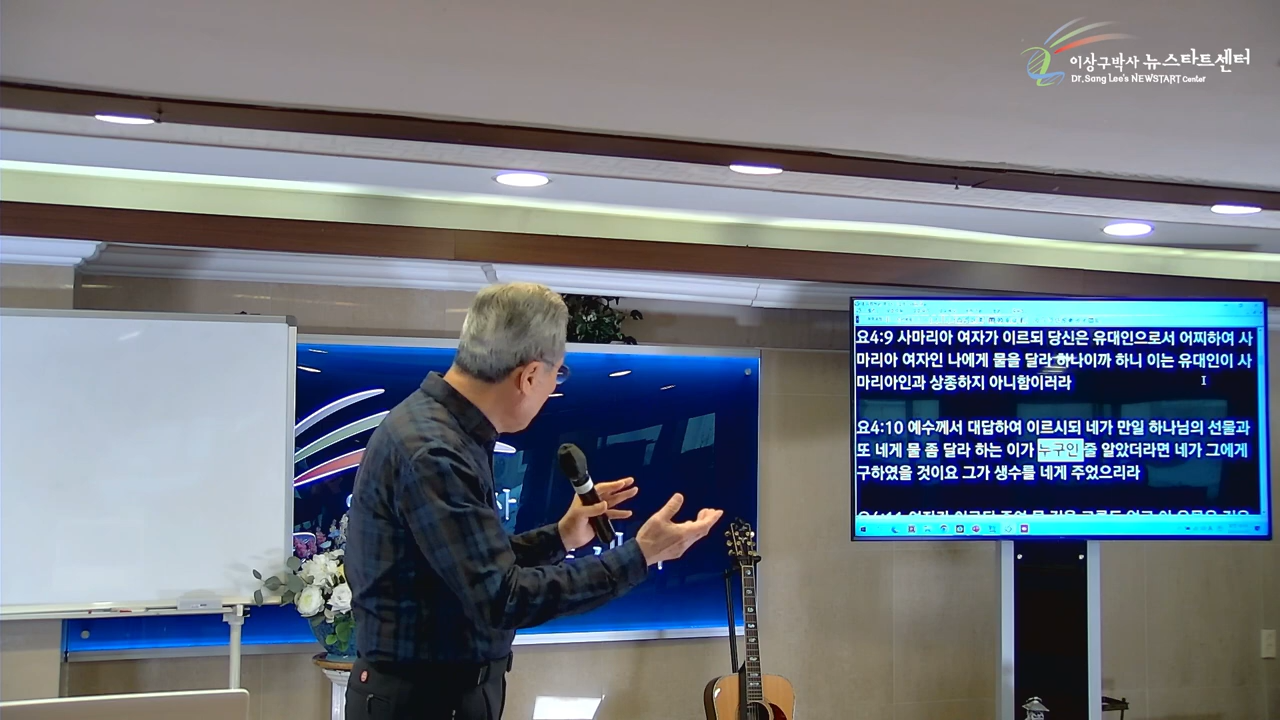 이상구박사 뉴스타트센터
Dr. Sang Lee's NEWSTART Center
요4:9 사마리아 여자가 이르되 당신은 유대인으로서 어찌하여 사
마리아 여자인 나에게 물을 달라 하나이까 하니 이는 유대인이 사
마리아인과 상종하지 아니함이러라
요4:10 예수께서 대답하여 이르시되 네가 만일 하나님의 선물과
또 네게 물 좀 달라 하는 이가 누구인 줄 알았더라면 네가 그에게
구하였을 것이요 그가 생수를 네게 주었으리라